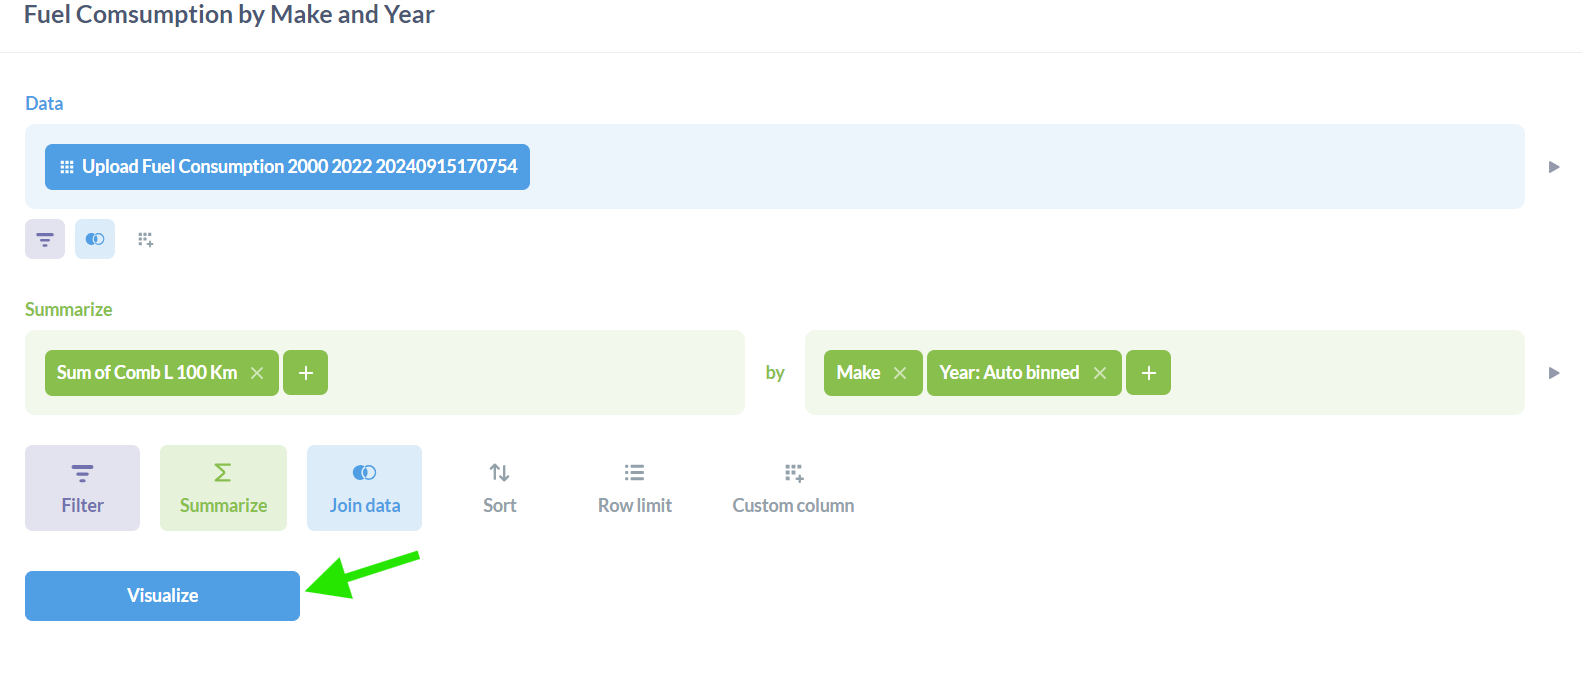 Fuel Comsumption by Make and Year
Data
Upload Fuel Consumption 2000 2022 20240915170754
Summarize
Sum of Comb L 100 Km
by
Make
Year: Auto binned
Filter
Summarize
Join data
Sort
Row limit
Custom column
Visualize